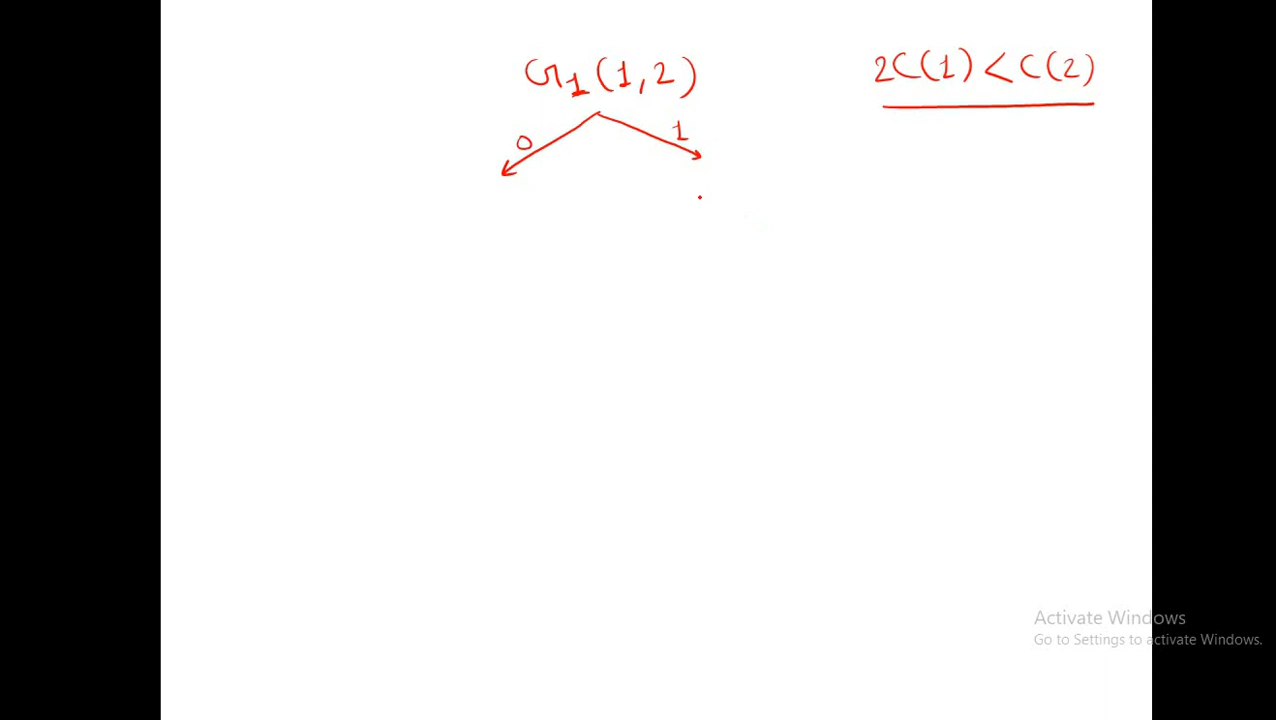 G₁(1,2)
2C(1)<C(2)
0
1
Activate Windows
Go to Settings to activate Windows.